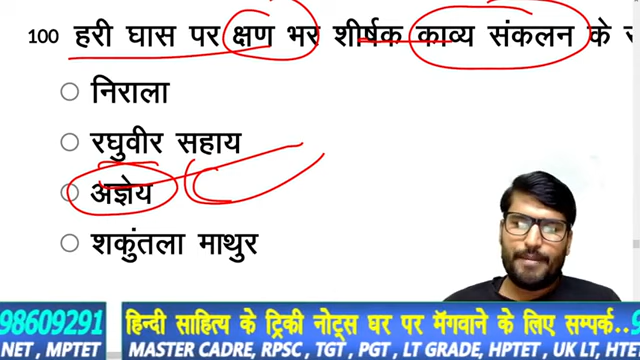 100 हरी घास पर क्षण भर शीर्षक काव्य संकलन के
निराला
रघुवीर सहाय
अज्ञेय
शकुंतला माथुर
98609291 हिन्दी साहित्य के ट्रिकी नोट्स घर पर मॅगवाने के लिए सम्पर्क..
NET, MPTET MASTER CADRE, RPSC , TGT , PGT , LT GRADE, HPTET , UK LT, HTE